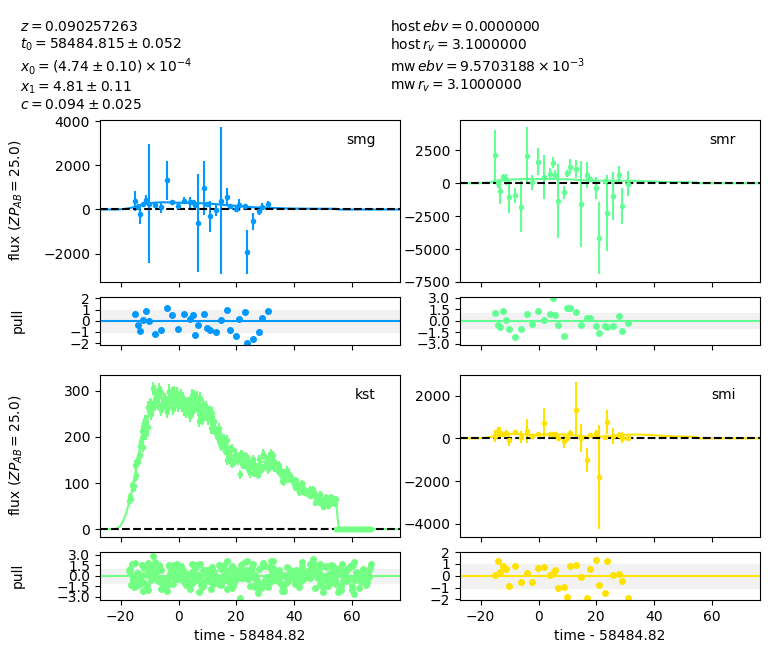 z = 0.090257263
t₀ = 58484.815 ± 0.052
x₀ = (4.74 ± 0.10) × 10⁻⁴
x₁ = 4.81 ± 0.11
c = 0.094 ± 0.025
host ebv = 0.0000000
host r_v = 3.1000000
mw ebv = 9.5703188 × 10⁻³
mw r_v = 3.1000000
flux (ZP_AB = 25.0)
4000
2000
0
−2000
smg
2500
0
−2500
−5000
−7500
smr
pull
2
1
0
−1
−2
3.0
1.5
0.0
−1.5
−3.0
flux (ZP_AB = 25.0)
300
200
100
0
kst
2000
0
−2000
−4000
smi
pull
3.0
1.5
0.0
−1.5
−3.0
2
1
0
−1
−2
−20 0 20 40 60
−20 0 20 40 60
time - 58484.82
time - 58484.82